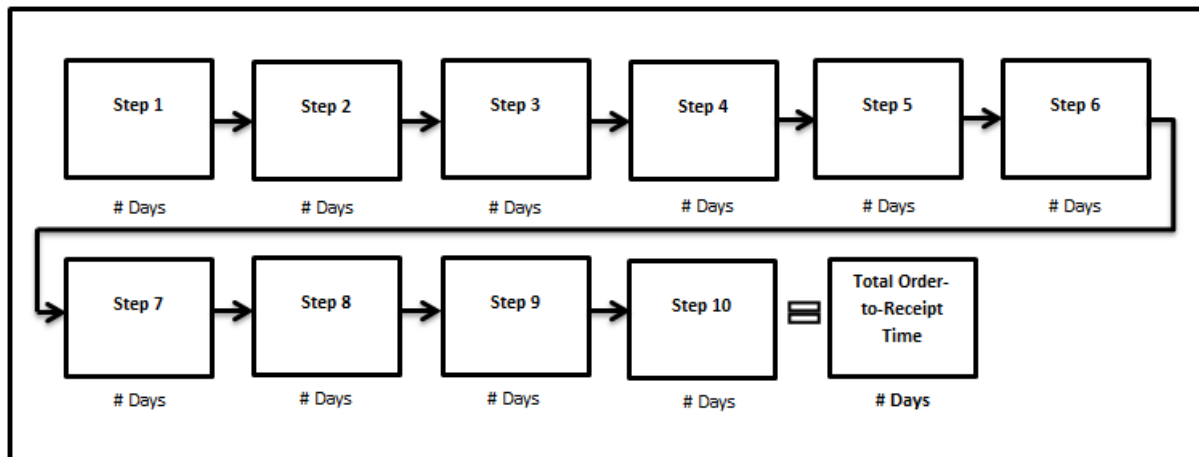 Step 1
Step 2
Step 3
Step 4
Step 5
Step 6
# Days
# Days
# Days
# Days
# Days
# Days
Step 7
Step 8
Step 9
Step 10
Total Order-
to-Receipt
Time
# Days
# Days
# Days
# Days
# Days